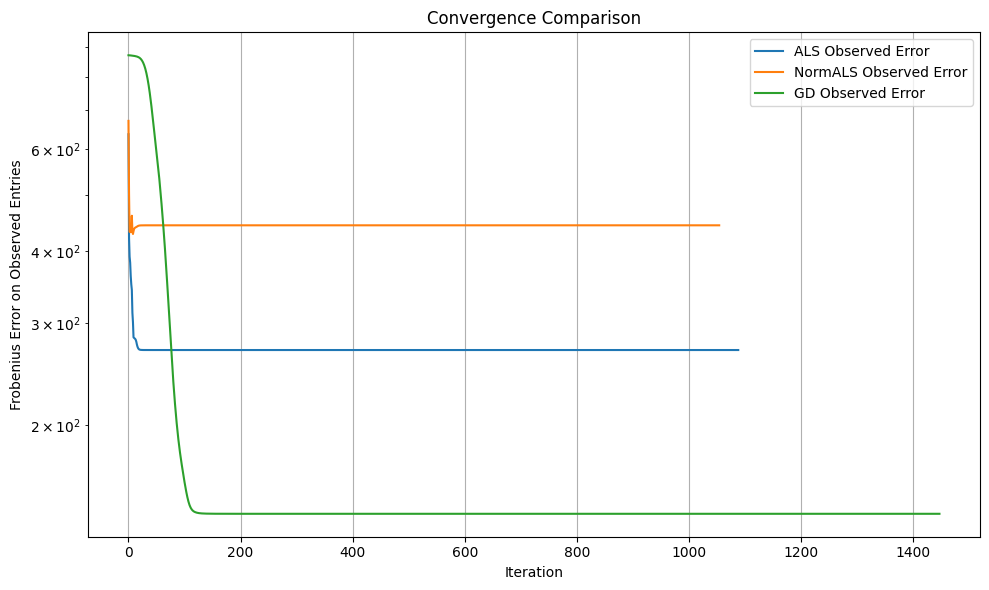 Convergence Comparison
ALS Observed Error
NormALS Observed Error
GD Observed Error
Frobenius Error on Observed Entries
6 × 10²
4 × 10²
3 × 10²
2 × 10²
0 200 400 600 800 1000 1200 1400
Iteration